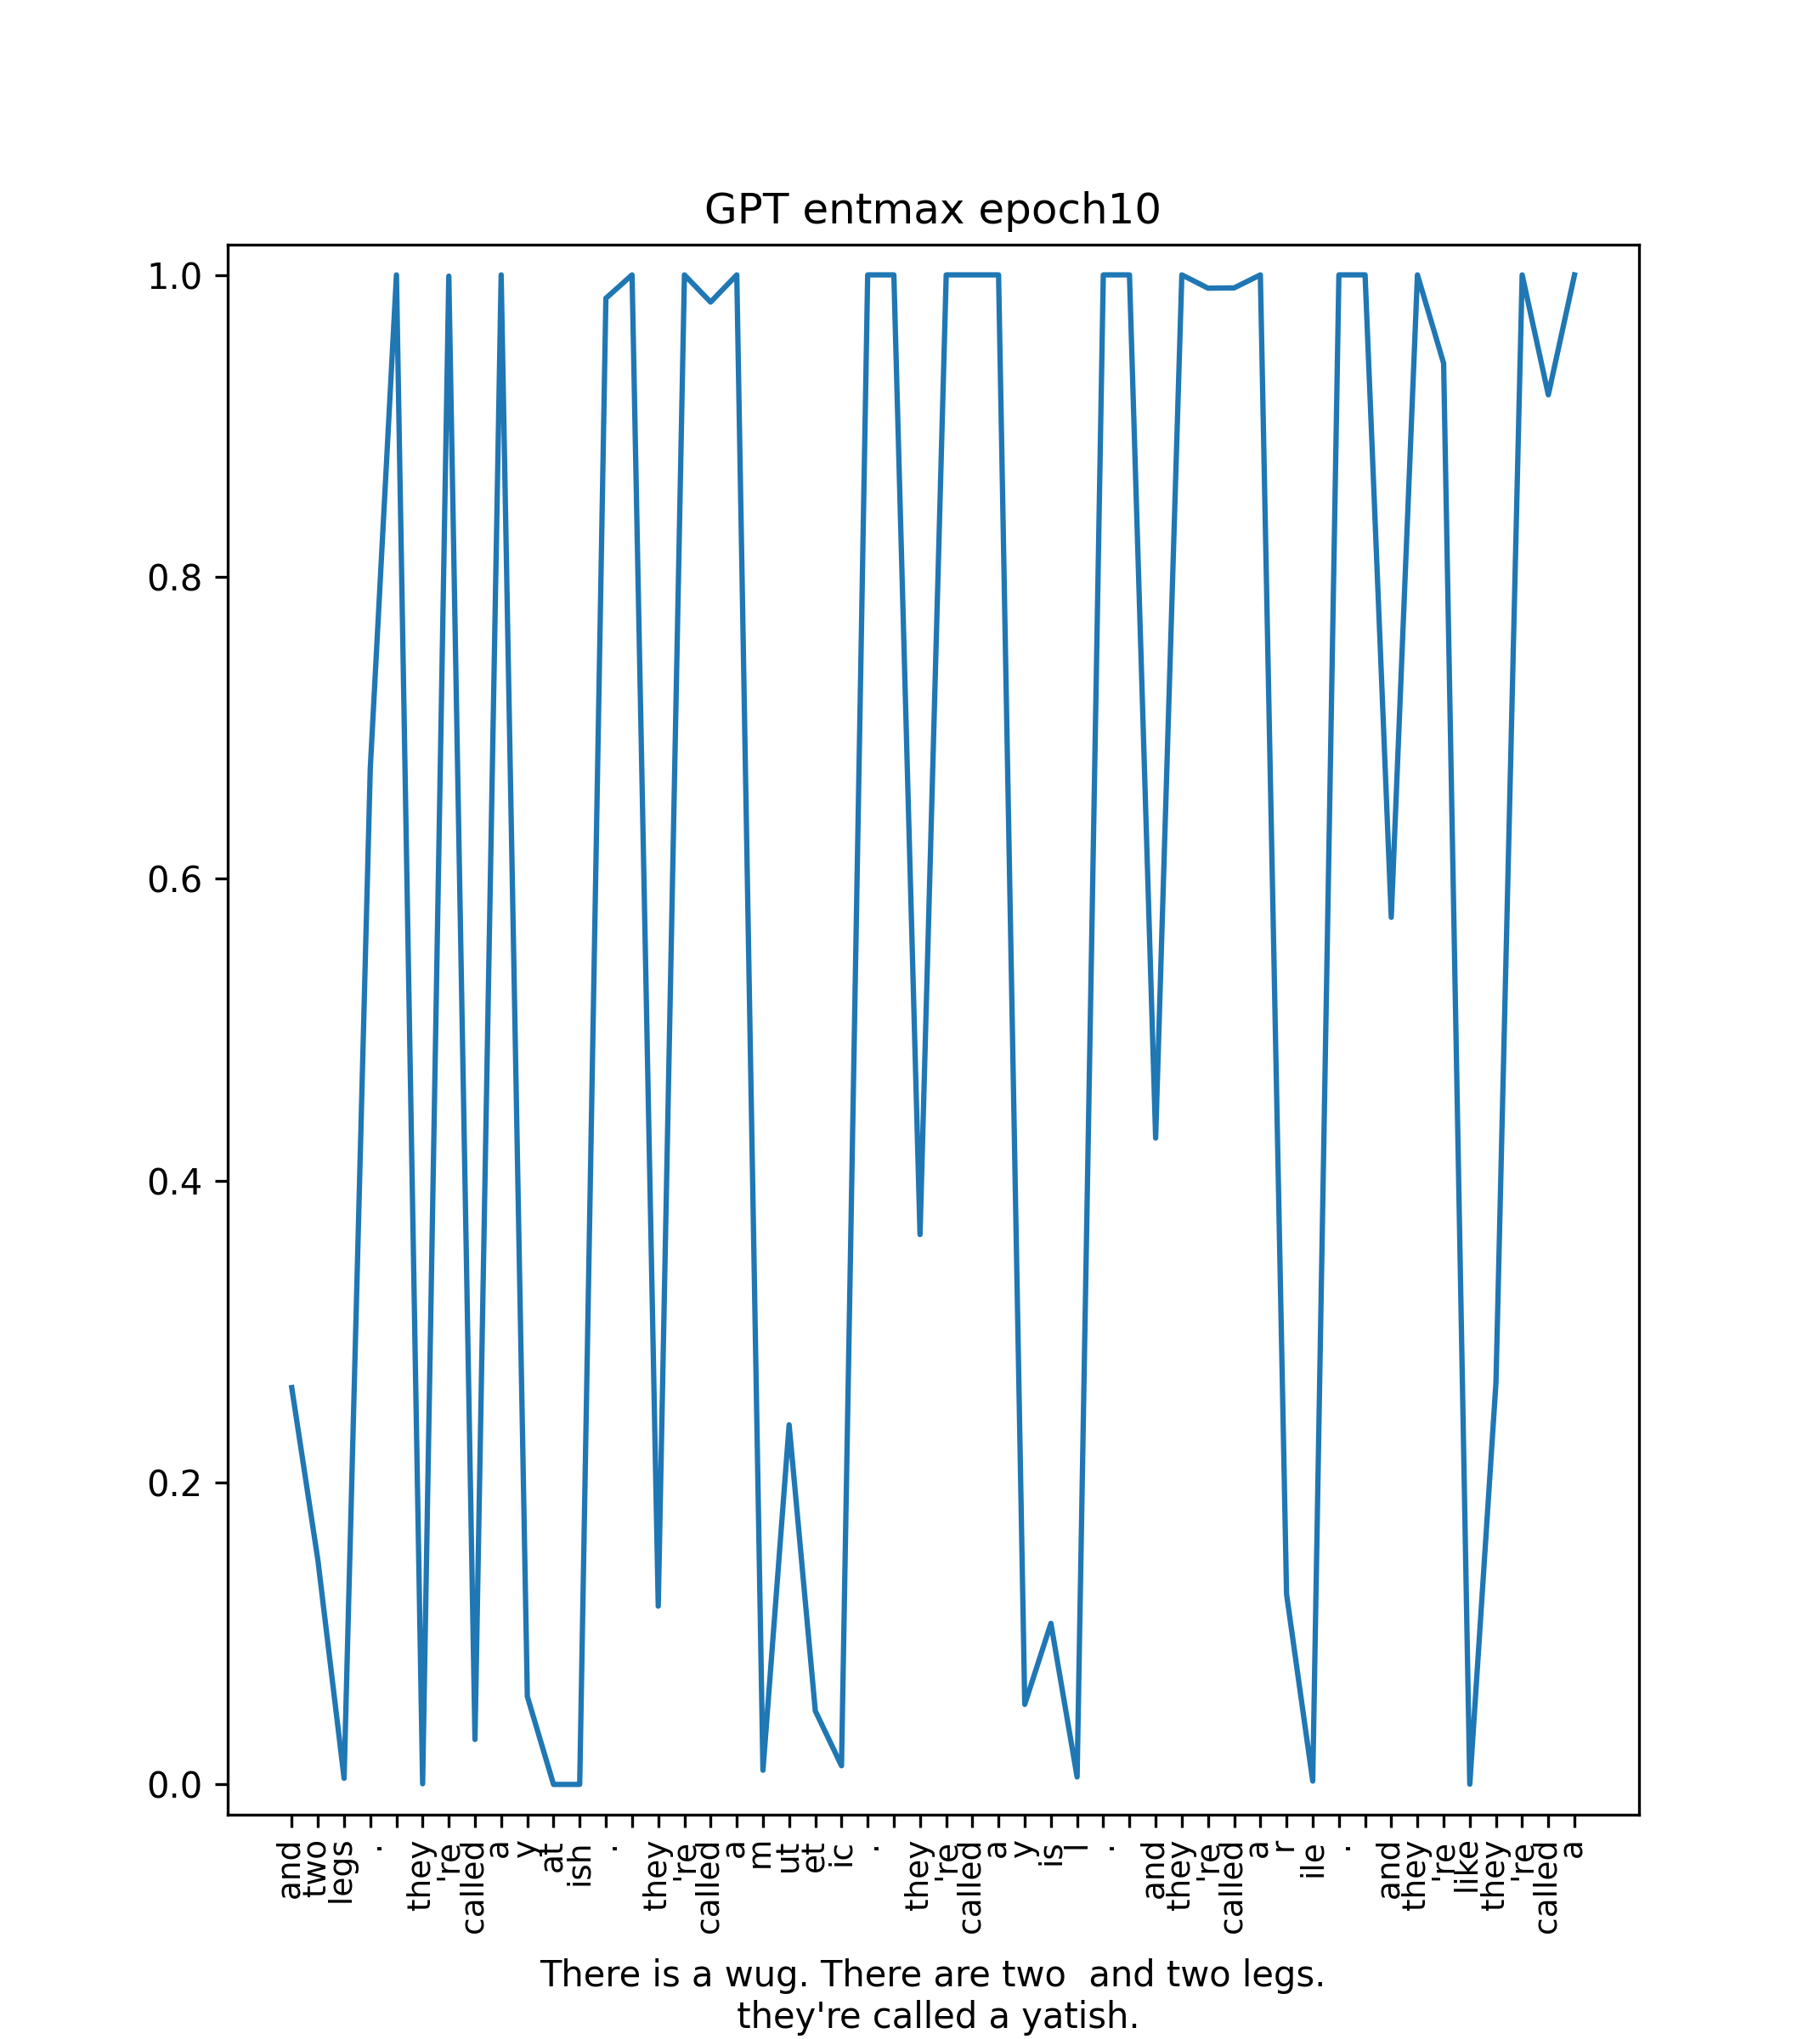 GPT entmax epoch10
1.0
0.8
0.6
0.4
0.2
0.0
and
two
legs
.
they
're
called
a
y
at
ish
.
they
're
called
a
m
ut
et
ic
.
they
're
called
a
y
is
l
.
and
they
're
called
a
r
ile
.
and
they
're
like
they
're
called
a
There is a wug. There are two  and two legs.
they're called a yatish.